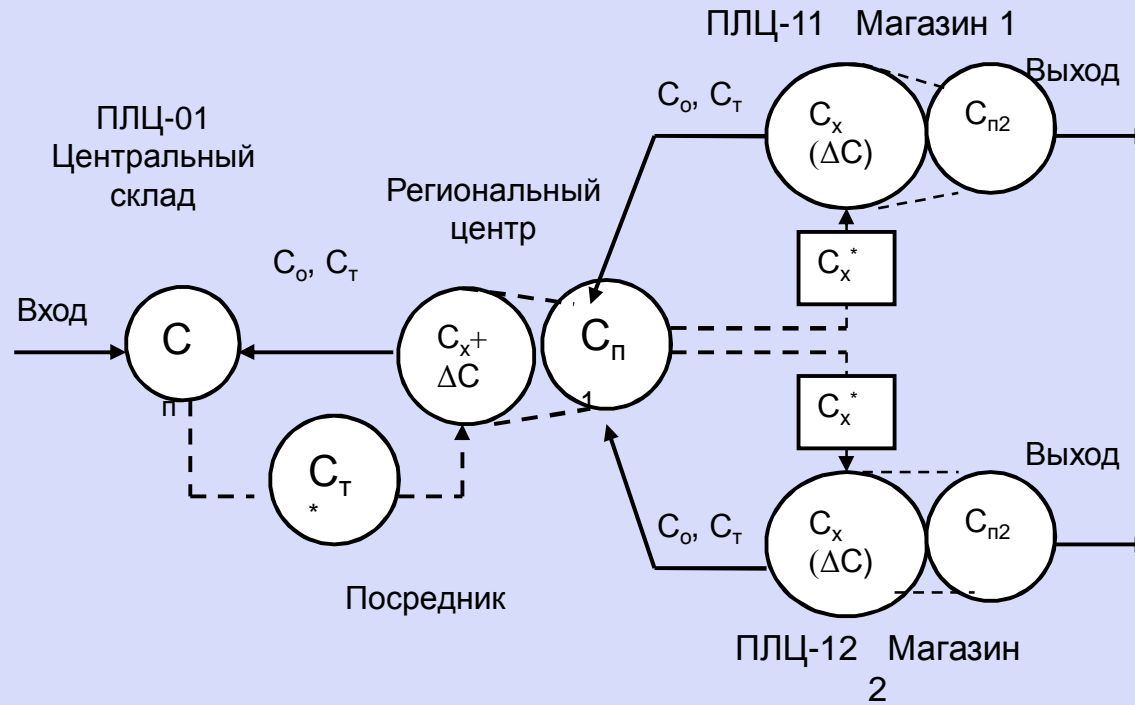 ПЛЦ-11 Магазин 1
Выход
Cо, Cт
Cх
(ΔC)
Cп2
ПЛЦ-01
Центральный
склад
Региональный
центр
Cх*
Cо, Cт
Вход
C
п
Cх+
ΔC
Cп
1
Cх*
Cт
*
Выход
Cо, Cт
Cх
(ΔC)
Cп2
Посредник
ПЛЦ-12 Магазин
2